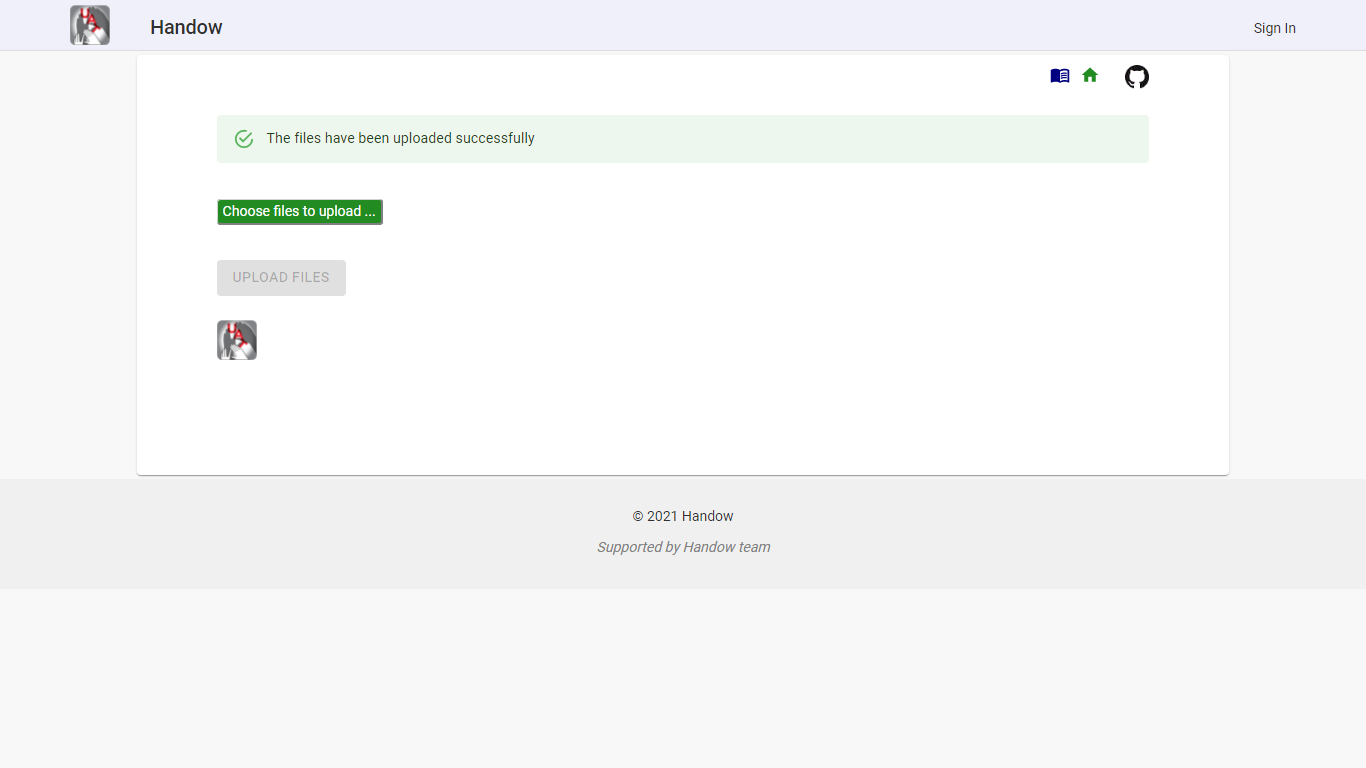 Handow
Sign In
The files have been uploaded successfully
Choose files to upload ...
UPLOAD FILES
© 2021 Handow
Supported by Handow team